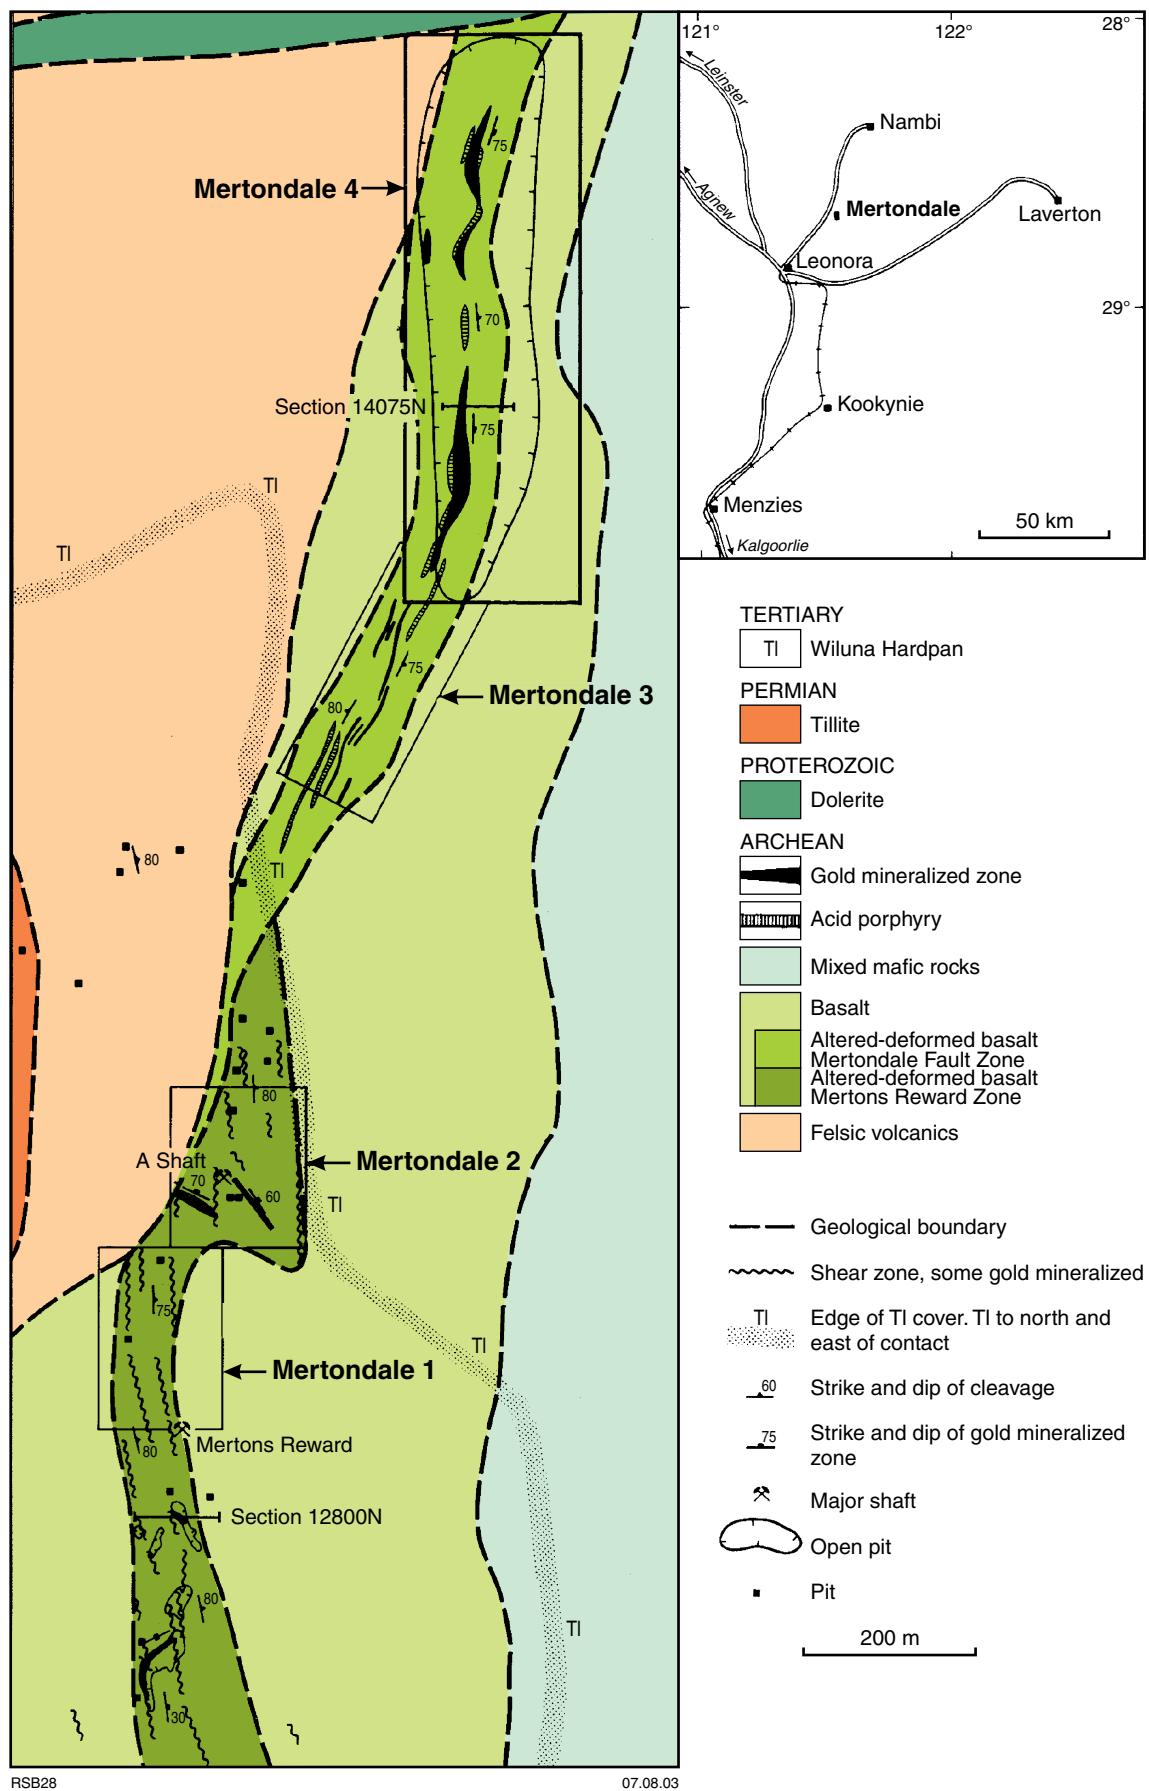 121°
122°
28°
Leinster
Nambi
Agnew
Mertondale
Laverton
Leonora
29°
Kookynie
Menzies
50 km
Kalgoorlie
75
Mertondale 4
70
Section 14075N
75
Tl
Tl
75
Mertondale 3
80
80
Tl
80
A Shaft
Mertondale 2
70
60
Tl
75
Tl
Mertondale 1
80
Mertons Reward
Section 12800N
80
Tl
30
TERTIARY
Tl Wiluna Hardpan
PERMIAN
Tillite
PROTEROZOIC
Dolerite
ARCHEAN
Gold mineralized zone
Acid porphyry
Mixed mafic rocks
Basalt
Altered-deformed basalt
Mertondale Fault Zone
Altered-deformed basalt
Mertons Reward Zone
Felsic volcanics
Geological boundary
Shear zone, some gold mineralized
Tl Edge of Tl cover. Tl to north and
east of contact
60 Strike and dip of cleavage
75 Strike and dip of gold mineralized
zone
Major shaft
Open pit
Pit
200 m
RSB28
07.08.03